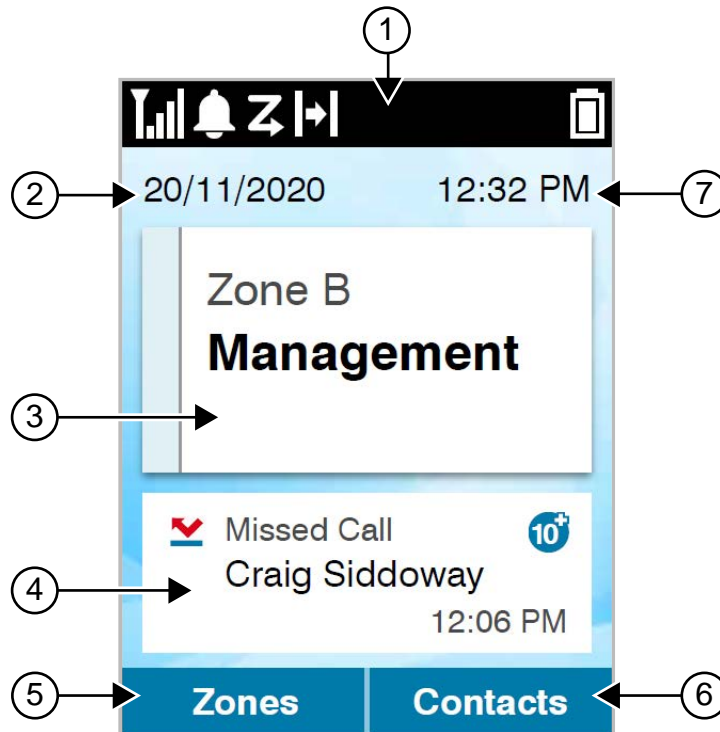 1
2
20/11/2020 12:32 PM
7
Zone B
Management
3
Missed Call 10+
Craig Siddoway
4
12:06 PM
5
Zones Contacts
6